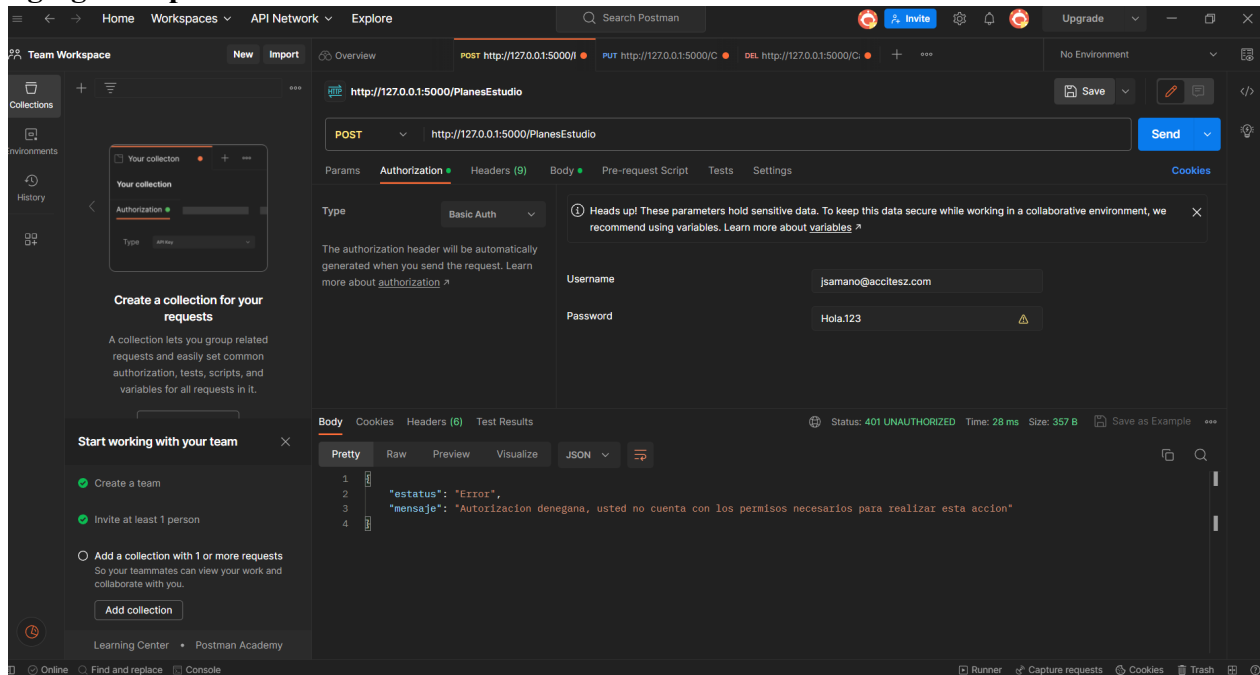 Home Workspaces API Network Explore Search Postman Invite Upgrade
Team Workspace New Import Overview POST http://127.0.0.1:5000/ PUT http://127.0.0.1:5000/C DEL http://127.0.0.1:5000/C No Environment
Collections
Environments
History
Your collecton
Your collection
Authorization
Type API Key
Create a collection for your
requests
A collection lets you group related
requests and easily set common
authorization, tests, scripts, and
variables for all requests in it.
Start working with your team
Create a team
Invite at least 1 person
Add a collection with 1 or more requests
So your teammates can view your work and
collaborate with you.
Add collection
Learning Center • Postman Academy
HTTP http://127.0.0.1:5000/PlanesEstudio Save
POST http://127.0.0.1:5000/PlanesEstudio Send
Params Authorization Headers (9) Body Pre-request Script Tests Settings Cookies
Type Basic Auth
The authorization header will be automatically
generated when you send the request. Learn
more about authorization
Heads up! These parameters hold sensitive data. To keep this data secure while working in a collaborative environment, we
recommend using variables. Learn more about variables
Username jsamano@accitesz.com
Password Hola.123
Body Cookies Headers (6) Test Results Status: 401 UNAUTHORIZED Time: 28 ms Size: 357 B Save as Example
Pretty Raw Preview Visualize JSON
1 {
2 "estatus": "Error",
3 "mensaje": "Autorizacion denegana, usted no cuenta con los permisos necesarios para realizar esta accion"
4 }
Online Find and replace Console Runner Capture requests Cookies Trash